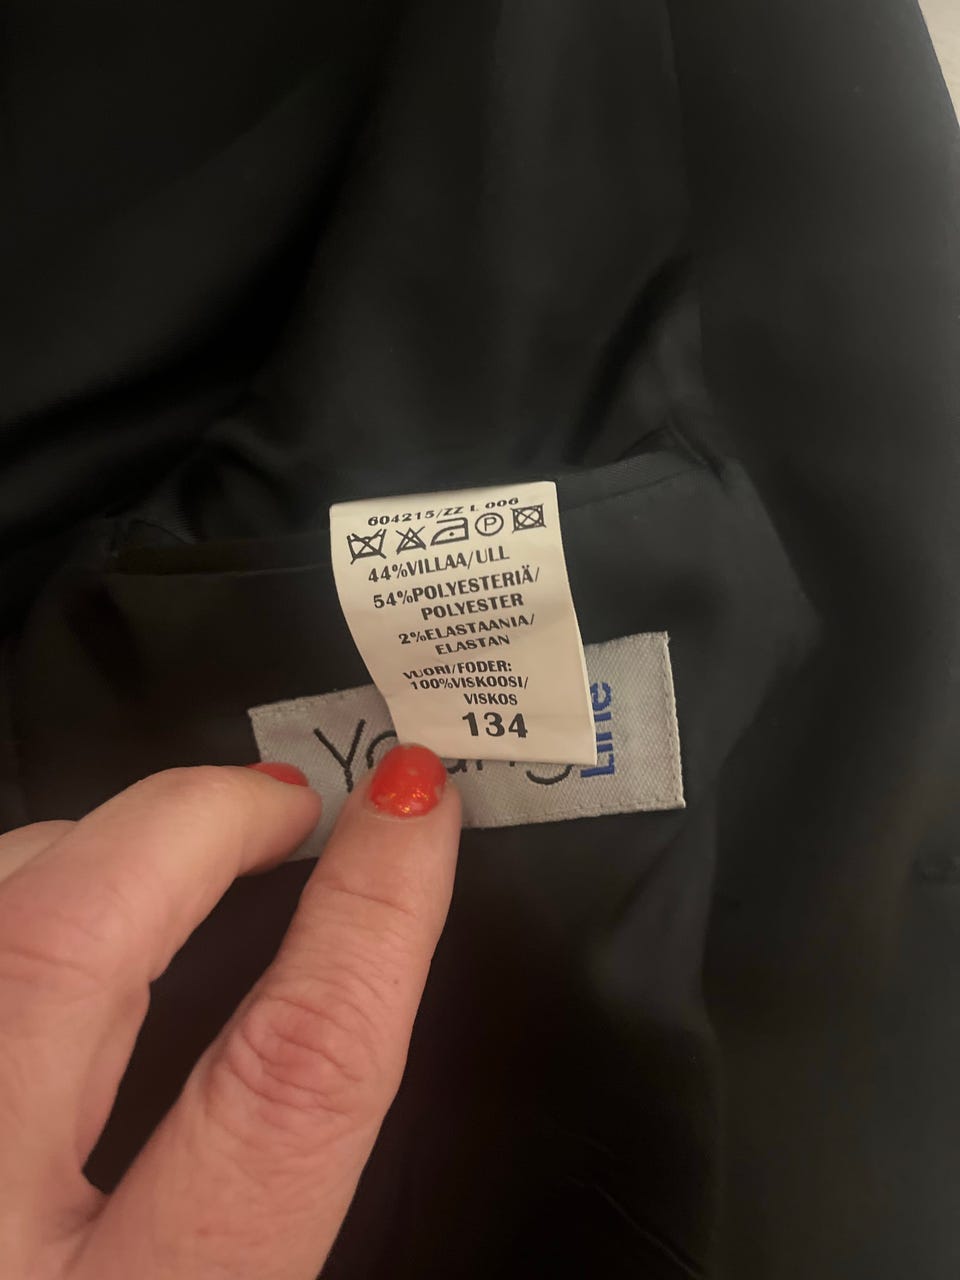 604215/ZZ L 006
P
44%VILLAA/ULL
54%POLYESTERIÄ/
POLYESTER
2%ELASTAANIA/
ELASTAN
VUORI/FODER:
100%VISKOOSI/
VISKOS
134
Young
Line